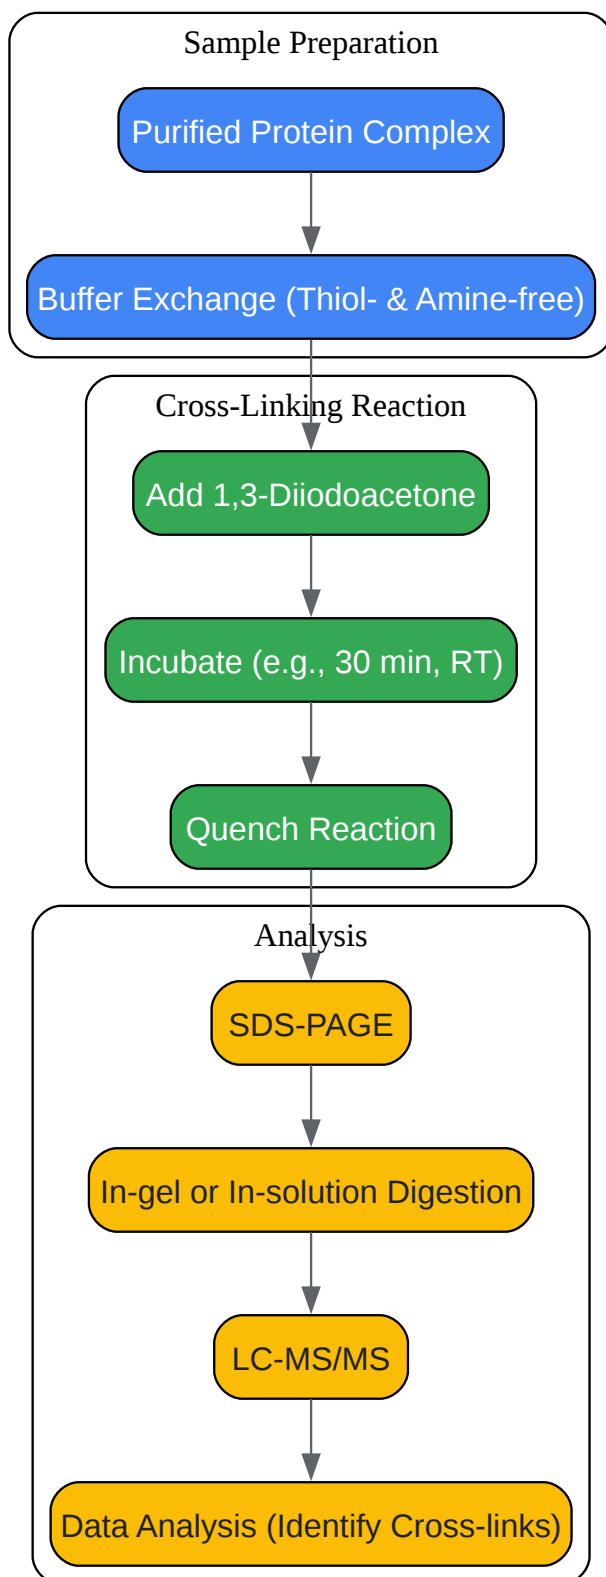 Sample Preparation
Purified Protein Complex
Buffer Exchange (Thiol- & Amine-free)
Cross-Linking Reaction
Add 1,3-Diiodoacetone
Incubate (e.g., 30 min, RT)
Quench Reaction
Analysis
SDS-PAGE
In-gel or In-solution Digestion
LC-MS/MS
Data Analysis (Identify Cross-links)